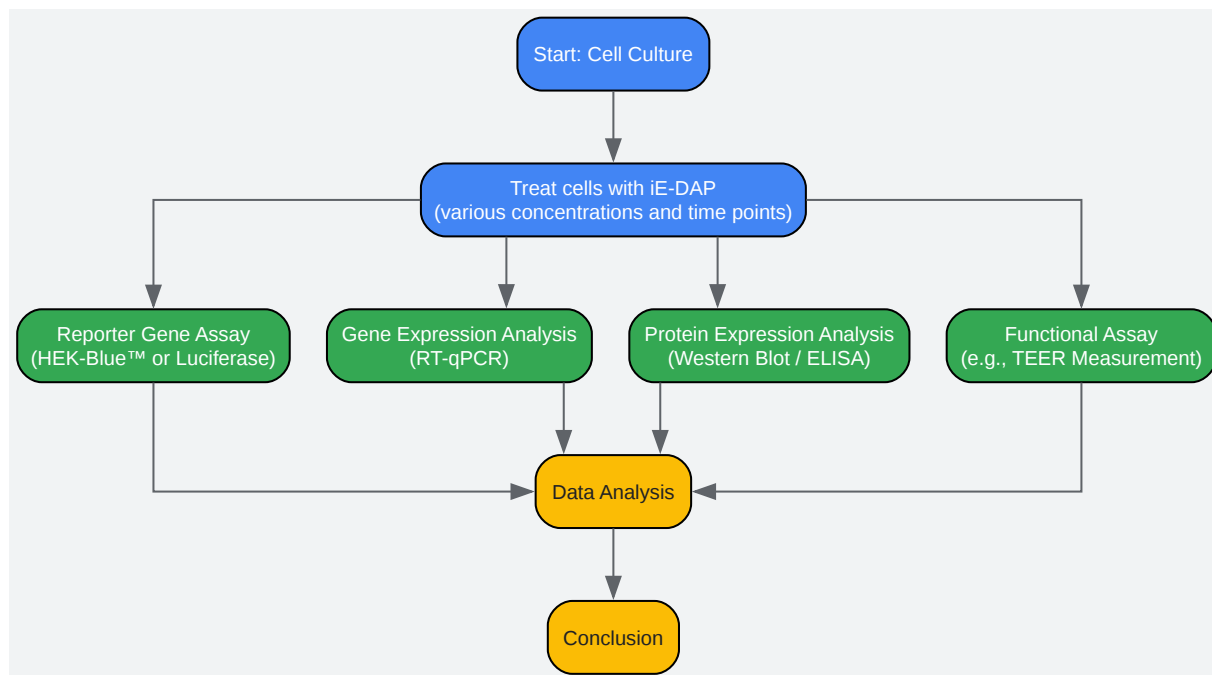 Start: Cell Culture
Treat cells with iE-DAP
(various concentrations and time points)
Reporter Gene Assay
(HEK-Blue™ or Luciferase)
Gene Expression Analysis
(RT-qPCR)
Protein Expression Analysis
(Western Blot / ELISA)
Functional Assay
(e.g., TEER Measurement)
Data Analysis
Conclusion